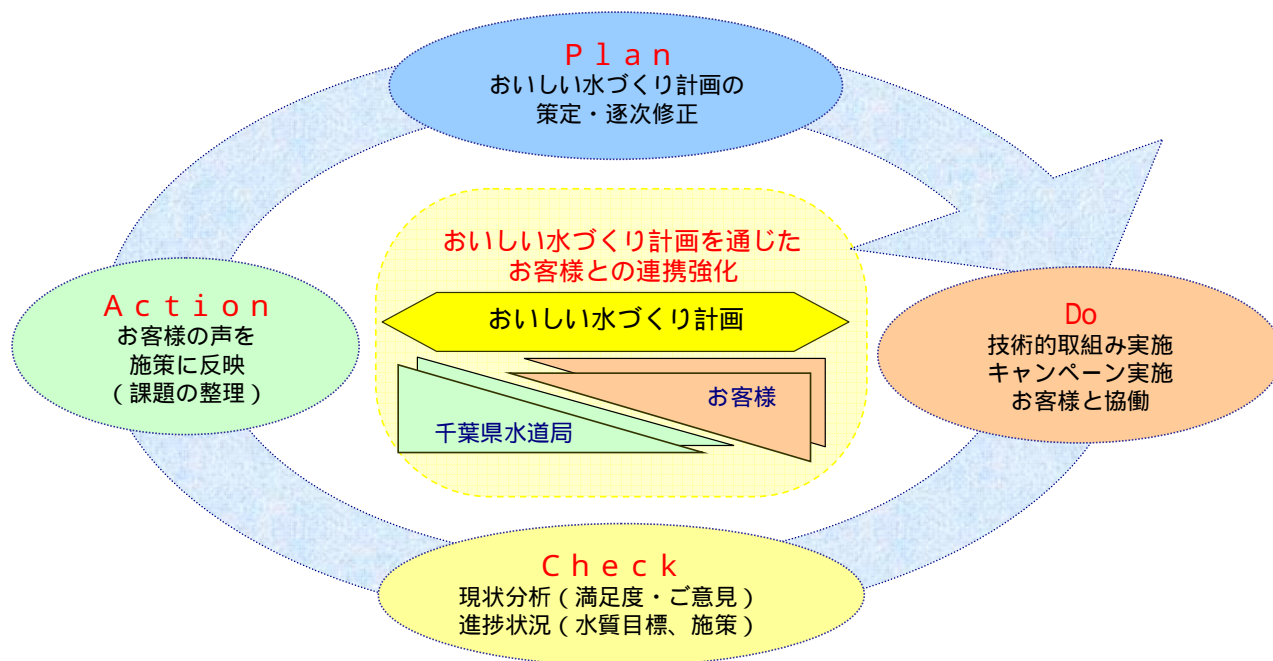 Ｐｌａｎ
おいしい水づくり計画の
策定・逐次修正
おいしい水づくり計画を通じた
お客様との連携強化
おいしい水づくり計画
お客様
千葉県水道局
Ａｃｔｉｏｎ
お客様の声を
施策に反映
（課題の整理）
Do
技術的取組み実施
キャンペーン実施
お客様と協働
Ｃｈｅｃｋ
現状分析（満足度・ご意見）
進捗状況（水質目標、施策）